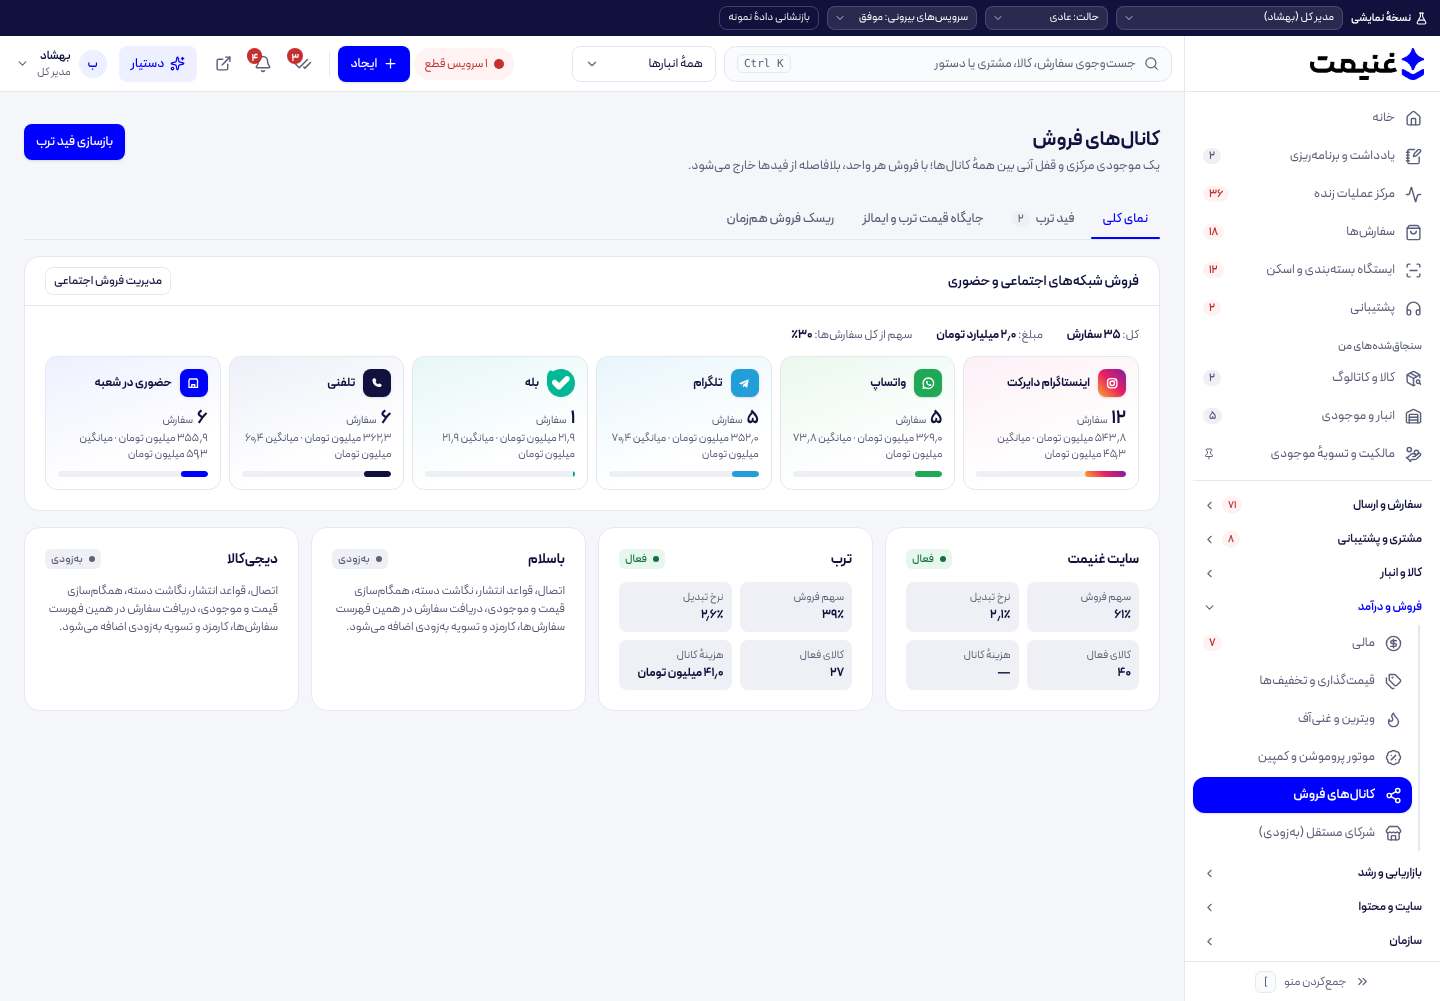 نسخهٔ نمایشی
مدیر کل (بهشاد)
حالت: عادی
سرویس‌های بیرونی: موفق
بازنشانی دادهٔ نمونه
غنیمت
جست‌وجوی سفارش، کالا، مشتری یا دستور
Ctrl K
همهٔ انبارها
۱ سرویس قطع
ایجاد
۳
۴
دستیار
ب
بهشاد
مدیر کل
خانه
یادداشت و برنامه‌ریزی ۲
مرکز عملیات زنده ۳۶
سفارش‌ها ۱۸
ایستگاه بسته‌بندی و اسکن ۱۲
پشتیبانی ۲
سنجاق‌شده‌های من
کالا و کاتالوگ ۲
انبار و موجودی ۵
مالکیت و تسویهٔ موجودی
سفارش و ارسال ۷۱
مشتری و پشتیبانی ۸
کالا و انبار
فروش و درآمد
مالی ۷
قیمت‌گذاری و تخفیف‌ها
ویترین و غنی‌آف
موتور پروموشن و کمپین
کانال‌های فروش
شرکای مستقل (به‌زودی)
بازاریابی و رشد
سایت و محتوا
سازمان
جمع‌کردن منو [
کانال‌های فروش
یک موجودی مرکزی و قفل آنی بین همهٔ کانال‌ها؛ با فروش هر واحد، بلافاصله از فیدها خارج می‌شود.
بازسازی فید ترب
نمای کلی
فید ترب ۲
جایگاه قیمت ترب و ایمالز
ریسک فروش هم‌زمان
فروش شبکه‌های اجتماعی و حضوری
مدیریت فروش اجتماعی
کل: ۳۵ سفارش
مبلغ: ۲٫۰ میلیارد تومان
سهم از کل سفارش‌ها: ۳۰٪
اینستاگرام دایرکت
۱۲ سفارش
۵۴۳٫۸ میلیون تومان · میانگین
۴۵٫۳ میلیون تومان
واتساپ
۵ سفارش
۳۶۹٫۰ میلیون تومان · میانگین ۷۳٫۸
میلیون تومان
تلگرام
۵ سفارش
۳۵۲٫۰ میلیون تومان · میانگین ۷۰٫۴
میلیون تومان
بله
۱ سفارش
۲۱٫۹ میلیون تومان · میانگین ۲۱٫۹
میلیون تومان
تلفنی
۶ سفارش
۳۶۲٫۳ میلیون تومان · میانگین ۶۰٫۴
میلیون تومان
حضوری در شعبه
۶ سفارش
۳۵۵٫۹ میلیون تومان · میانگین
۵۹٫۳ میلیون تومان
سایت غنیمت
فعال
سهم فروش
۶۱٪
نرخ تبدیل
۲٫۱٪
کالای فعال
۴۰
هزینهٔ کانال
—
ترب
فعال
سهم فروش
۳۹٪
نرخ تبدیل
۲٫۶٪
کالای فعال
۲۷
هزینهٔ کانال
۴۱٫۰ میلیون تومان
باسلام
به‌زودی
اتصال، قواعد انتشار، نگاشت دسته، همگام‌سازی
قیمت و موجودی، دریافت سفارش در همین فهرست
سفارش‌ها، کارمزد و تسویه به‌زودی اضافه می‌شود.
دیجی‌کالا
به‌زودی
اتصال، قواعد انتشار، نگاشت دسته، همگام‌سازی
قیمت و موجودی، دریافت سفارش در همین فهرست
سفارش‌ها، کارمزد و تسویه به‌زودی اضافه می‌شود.